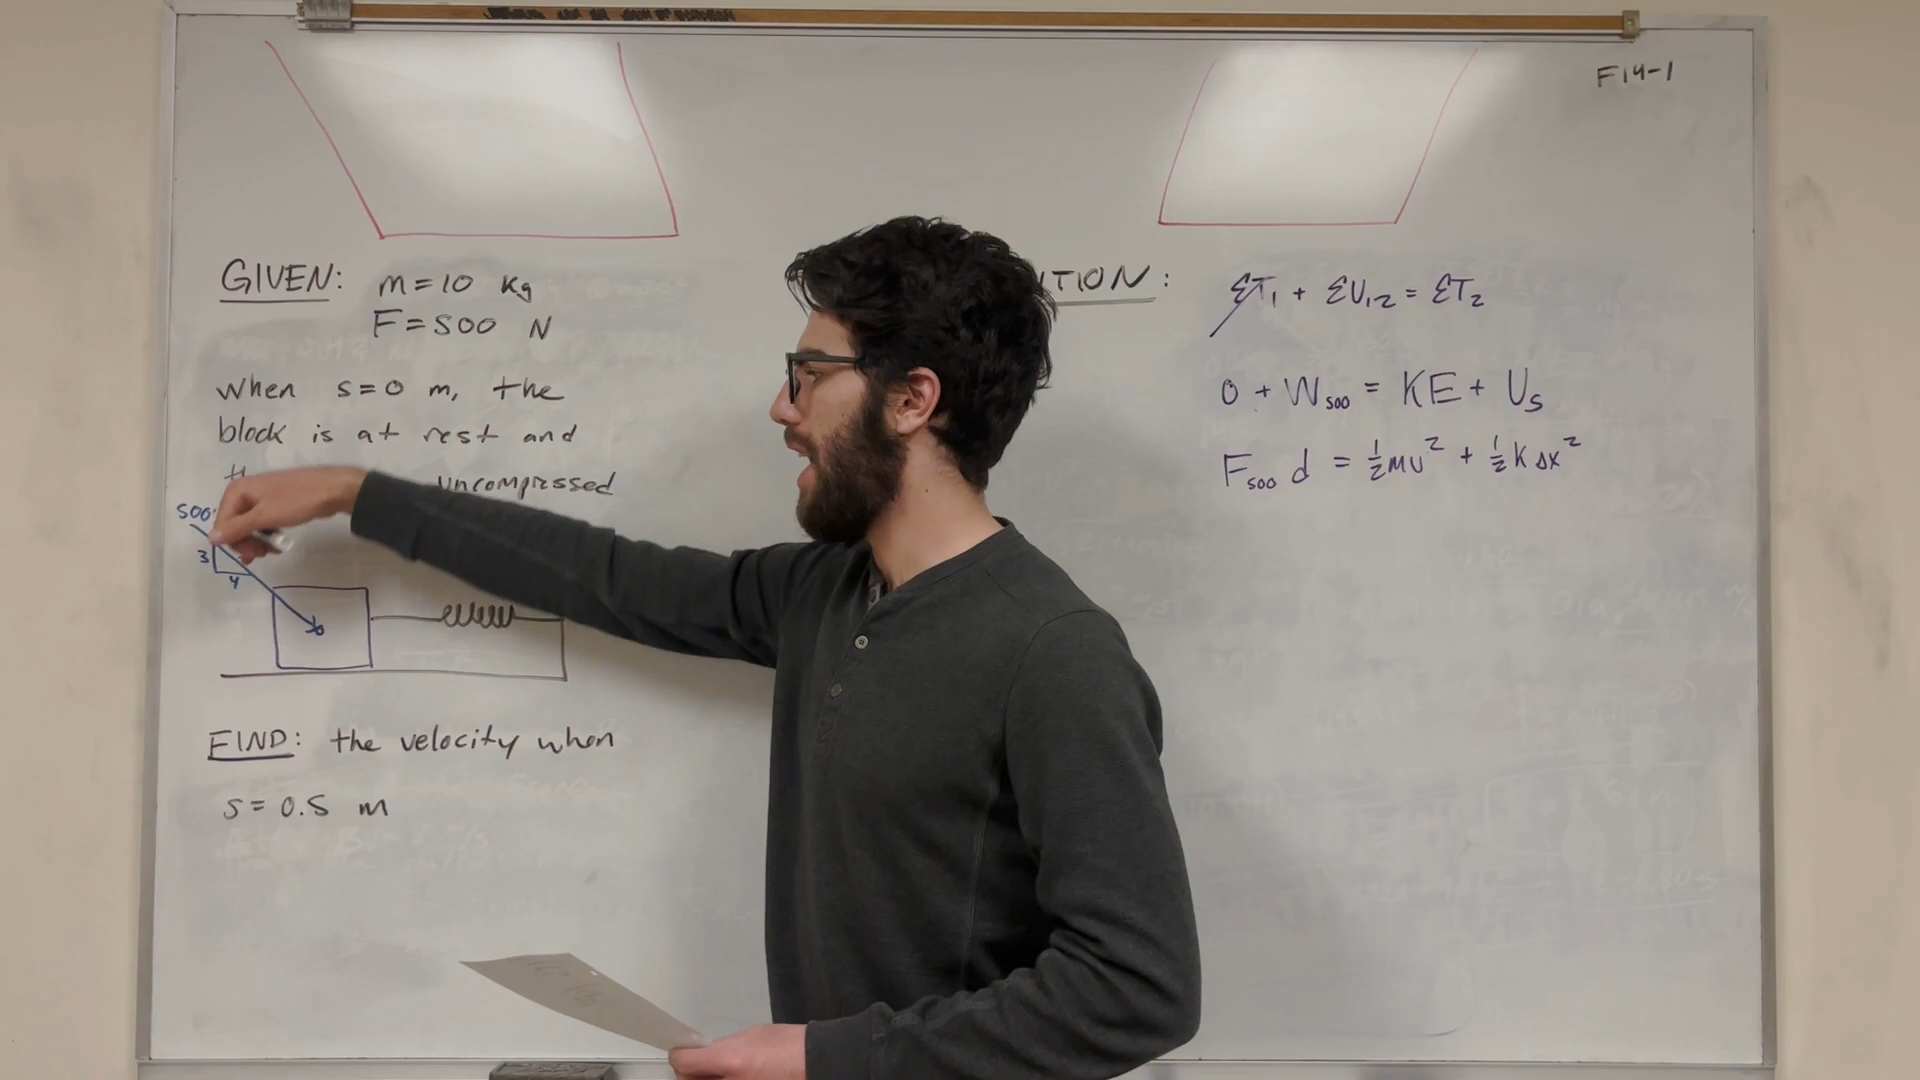 F14-1
GIVEN: m=10 kg
F=500 N
when s=0 m, the
block is at rest and
uncompressed
500
3
4
FIND: the velocity when
s=0.5 m
TION:
ΣT₁ + ΣU₁₋₂ = ΣT₂
0 + W₅₀₀ = KE + Uₛ
F₅₀₀ d = ½mv² + ½kΔx²